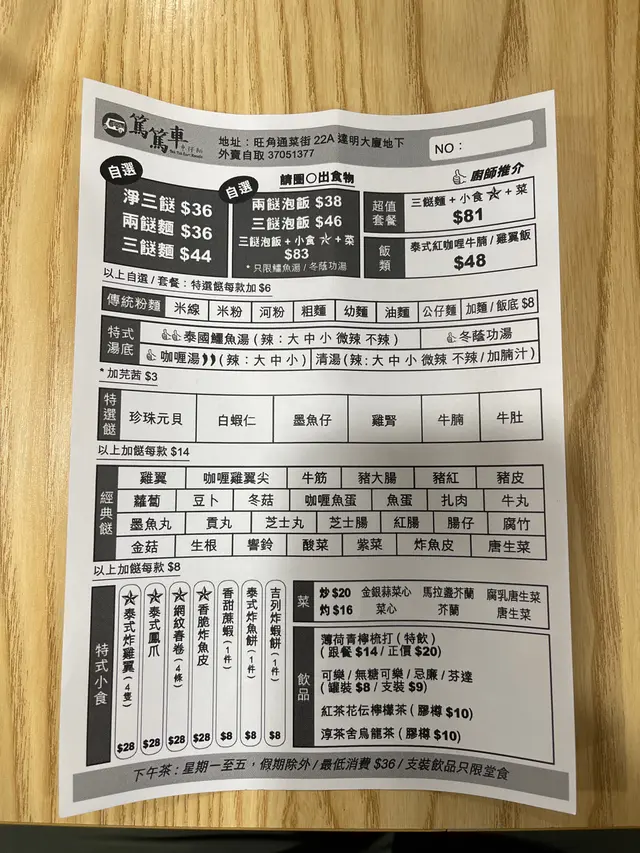 篤篤車
地址：旺角通菜街 22A 達明大廈地下
外賣自取 37051377
NO：
請圈〇出食物
廚師推介
自選
淨三餸 $36
兩餸麵 $36
三餸麵 $44
自選
兩餸泡飯 $38
三餸泡飯 $46
三餸泡飯 + 小食 + 菜
$83
* 只限鱷魚湯 / 冬蔭功湯
超值套餐
三餸麵 + 小食 + 菜
$81
飯類
泰式紅咖喱牛腩 / 雞翼飯
$48
以上自選 / 套餐：特選餸每款加 $6
傳統粉麵 米線 米粉 河粉 粗麵 幼麵 油麵 公仔麵 加麵 / 飯底 $8
特式湯底
泰國鱷魚湯 (辣：大 中 小 微辣 不辣) 冬蔭功湯
咖喱湯 (辣：大 中 小) 清湯 (辣：大 中 小 微辣 不辣 / 加腩汁)
* 加芫茜 $3
特選餸 珍珠元貝 白蝦仁 墨魚仔 雞腎 牛腩 牛肚
以上加餸每款 $14
經典餸
雞翼 咖喱雞翼尖 牛筋 豬大腸 豬紅 豬皮
蘿蔔 豆卜 冬菇 咖喱魚蛋 魚蛋 扎肉 牛丸
墨魚丸 貢丸 芝士丸 芝士腸 紅腸 腸仔 腐竹
金菇 生根 響鈴 酸菜 紫菜 炸魚皮 唐生菜
以上加餸每款 $8
特式小食
泰式炸雞翼 (4隻) $28
泰式鳳爪 $28
網紋春卷 (4條) $28
香脆炸魚皮 $28
香甜蔗蝦 (1件) $8
泰式炸魚餅 (1件) $8
吉列炸蝦餅 (1件) $8
菜
炒 $20 金銀蒜菜心 馬拉盞芥蘭 腐乳唐生菜
灼 $16 菜心 芥蘭 唐生菜
飲品
薄荷青檸梳打 (特飲)
(跟餐 $14 / 正價 $20)
可樂 / 無糖可樂 / 忌廉 / 芬達
(罐裝 $8 / 支裝 $9)
紅茶花伝檸檬茶 (膠樽 $10)
淳茶舍烏龍茶 (膠樽 $10)
下午茶：星期一至五，假期除外 / 最低消費 $36 / 支裝飲品只限堂食